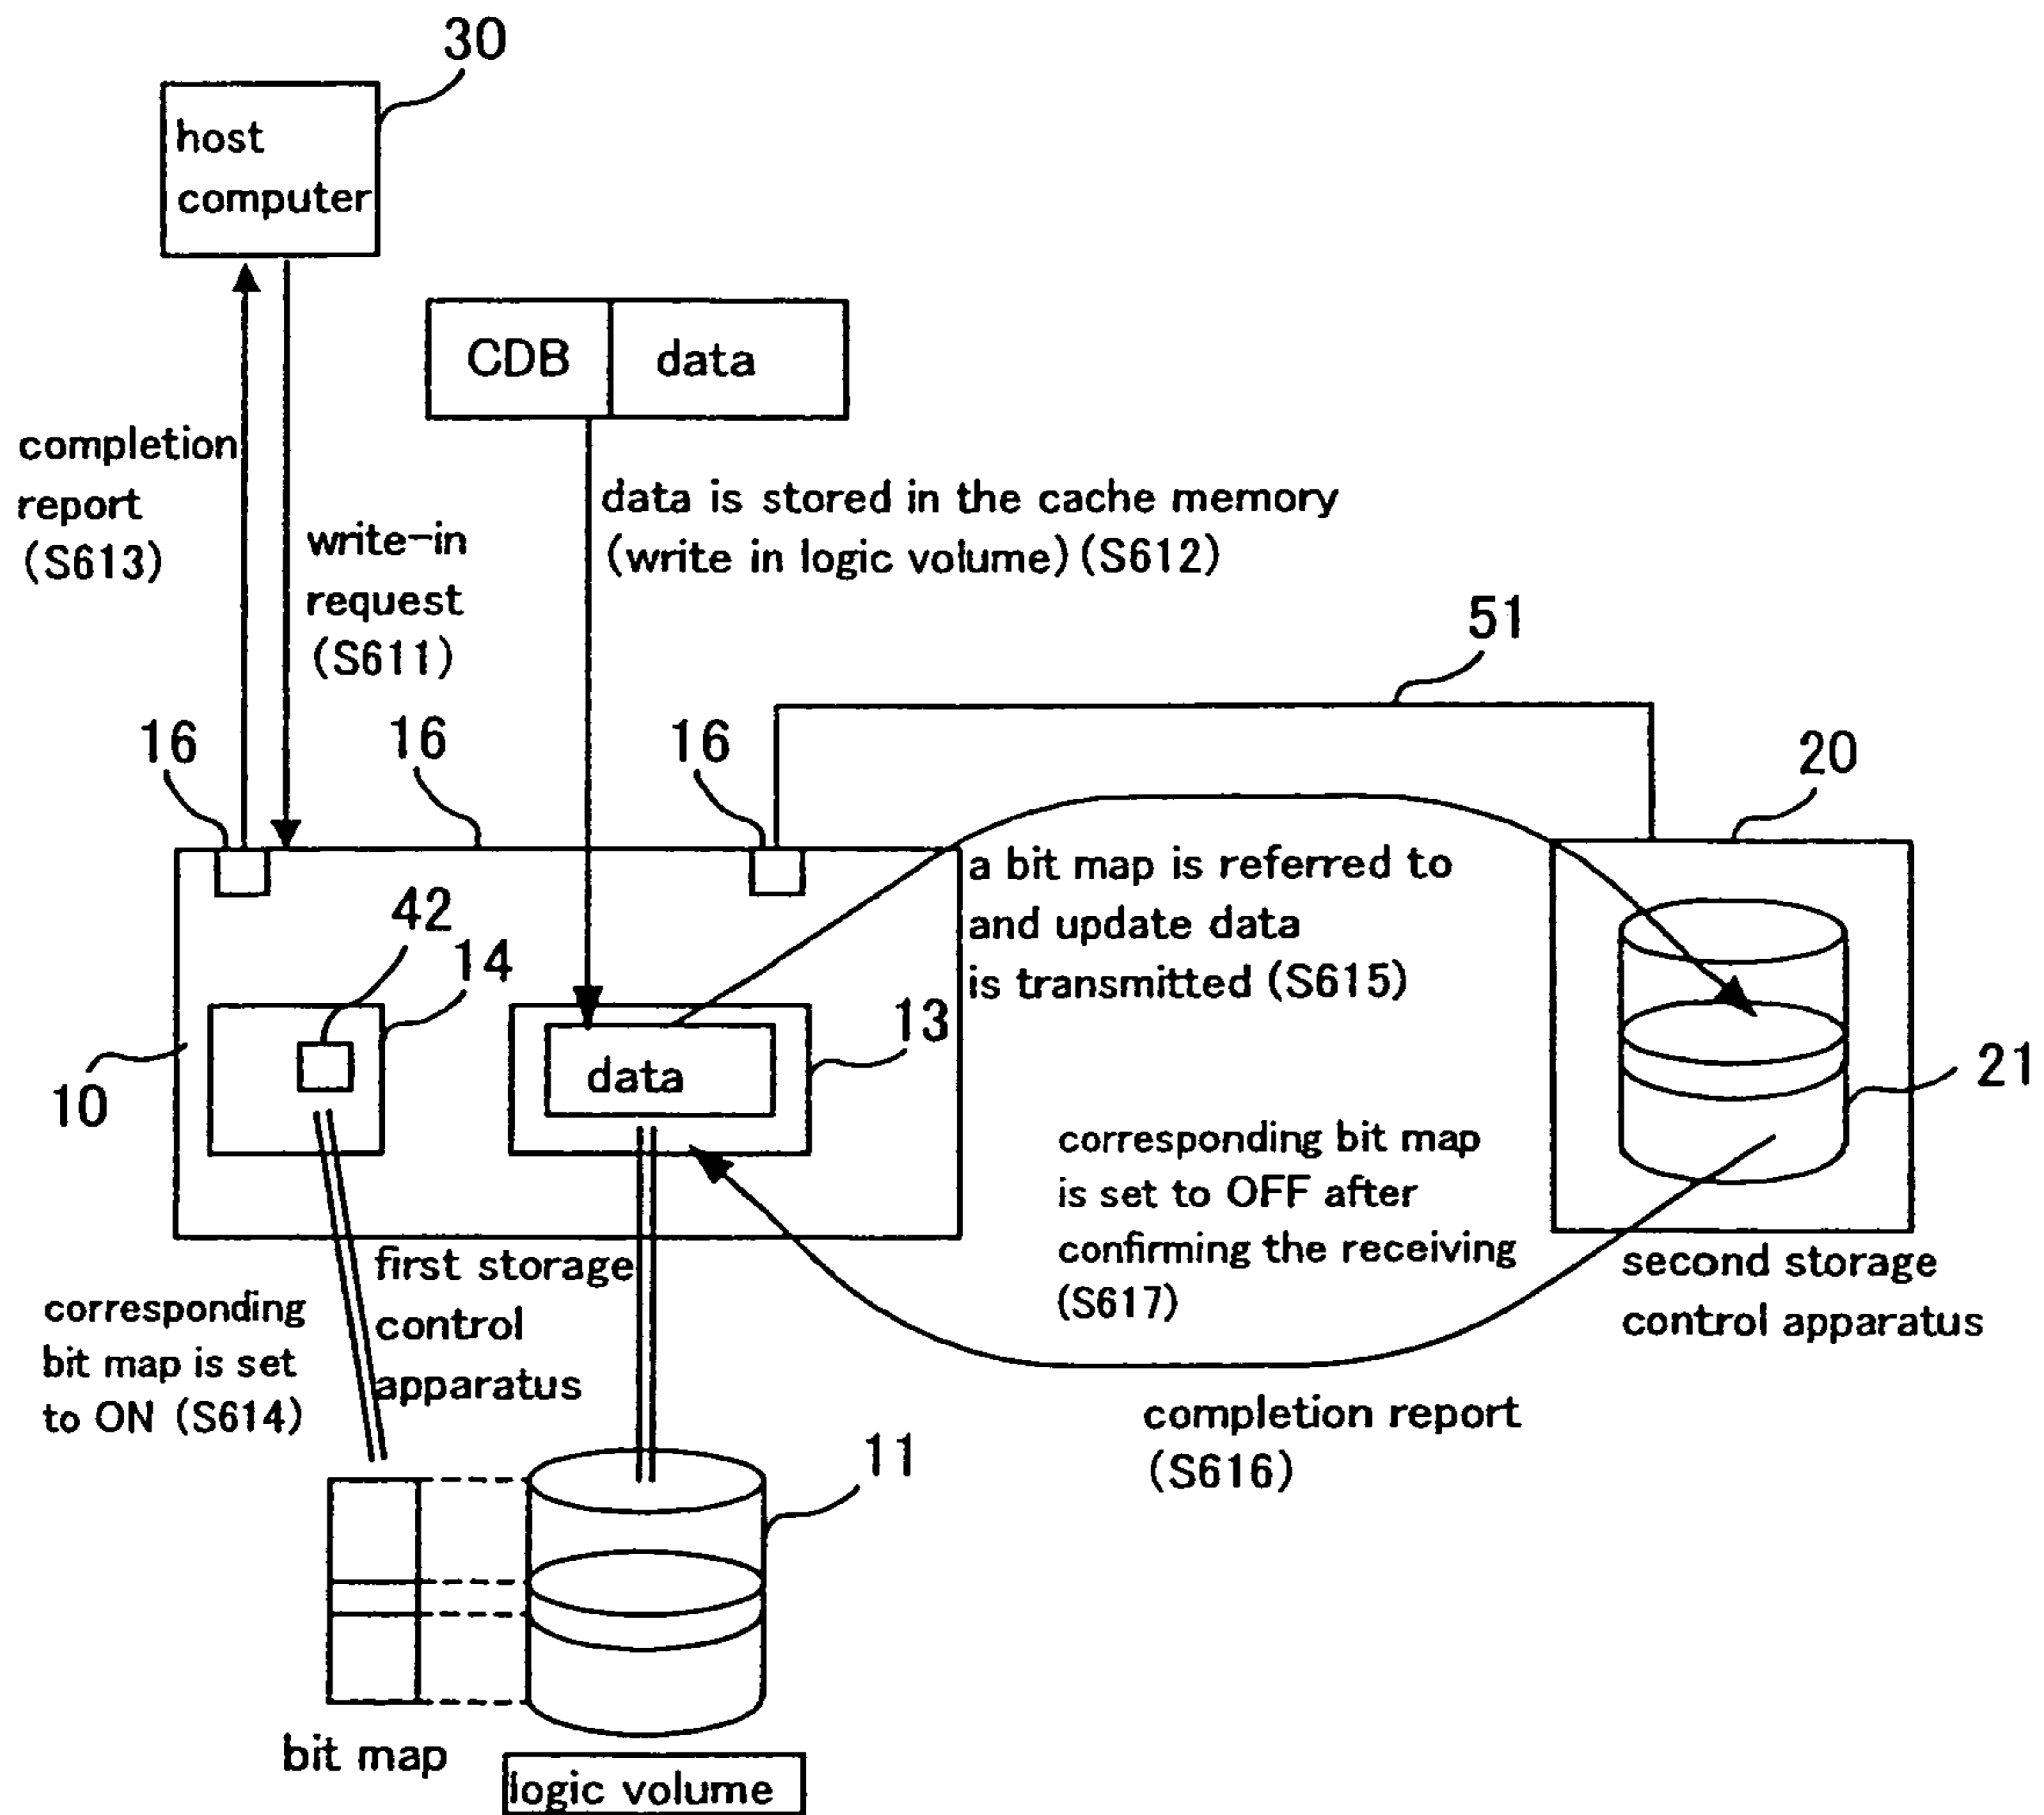 30
host
computer
CDB
data
completion
report
(S613)
write-in
request
(S611)
data is stored in the cache memory
(write in logic volume)(S612)
51
16
16
16
20
a bit map is referred to
and update data
is transmitted (S615)
42
14
13
data
10
21
corresponding bit map
is set to OFF after
confirming the receiving
(S617)
first storage
control
apparatus
second storage
control apparatus
corresponding
bit map is set
to ON (S614)
completion report
(S616)
11
bit map
logic volume